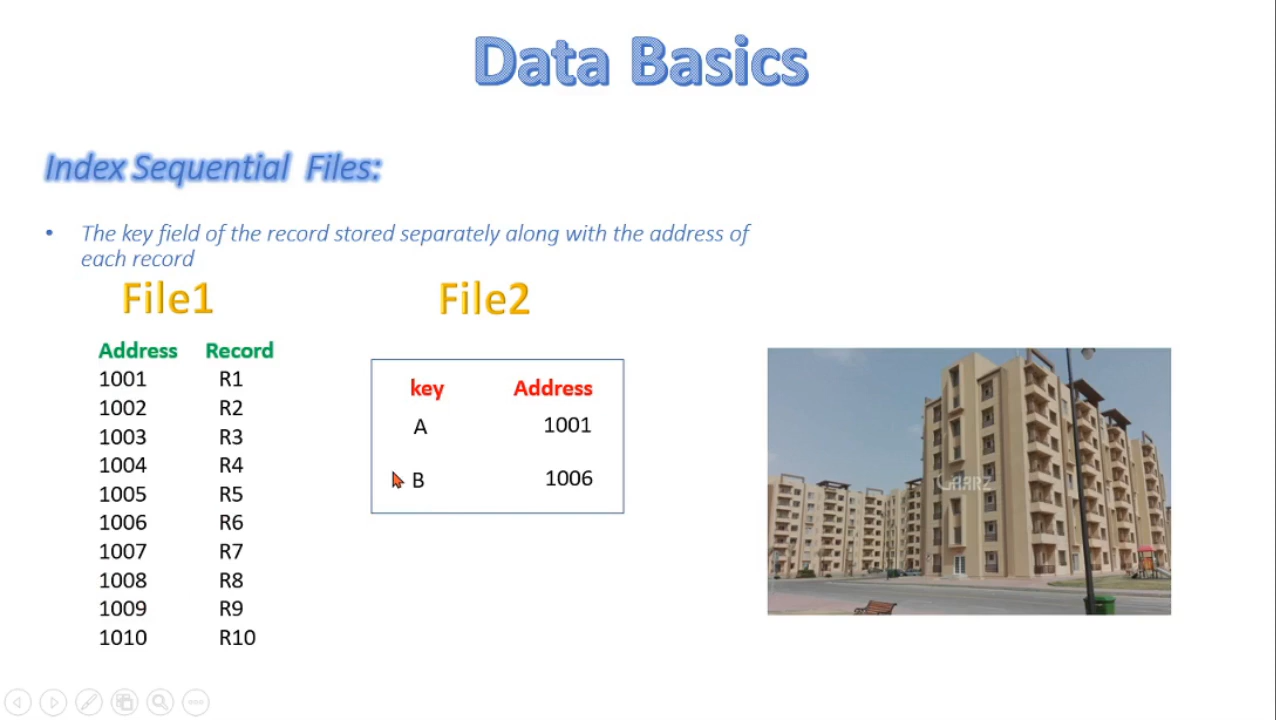 Data Basics
Index Sequential Files:
• The key field of the record stored separately along with the address of
each record
File1
Address Record
1001 R1
1002 R2
1003 R3
1004 R4
1005 R5
1006 R6
1007 R7
1008 R8
1009 R9
1010 R10
File2
key Address
A 1001
B 1006